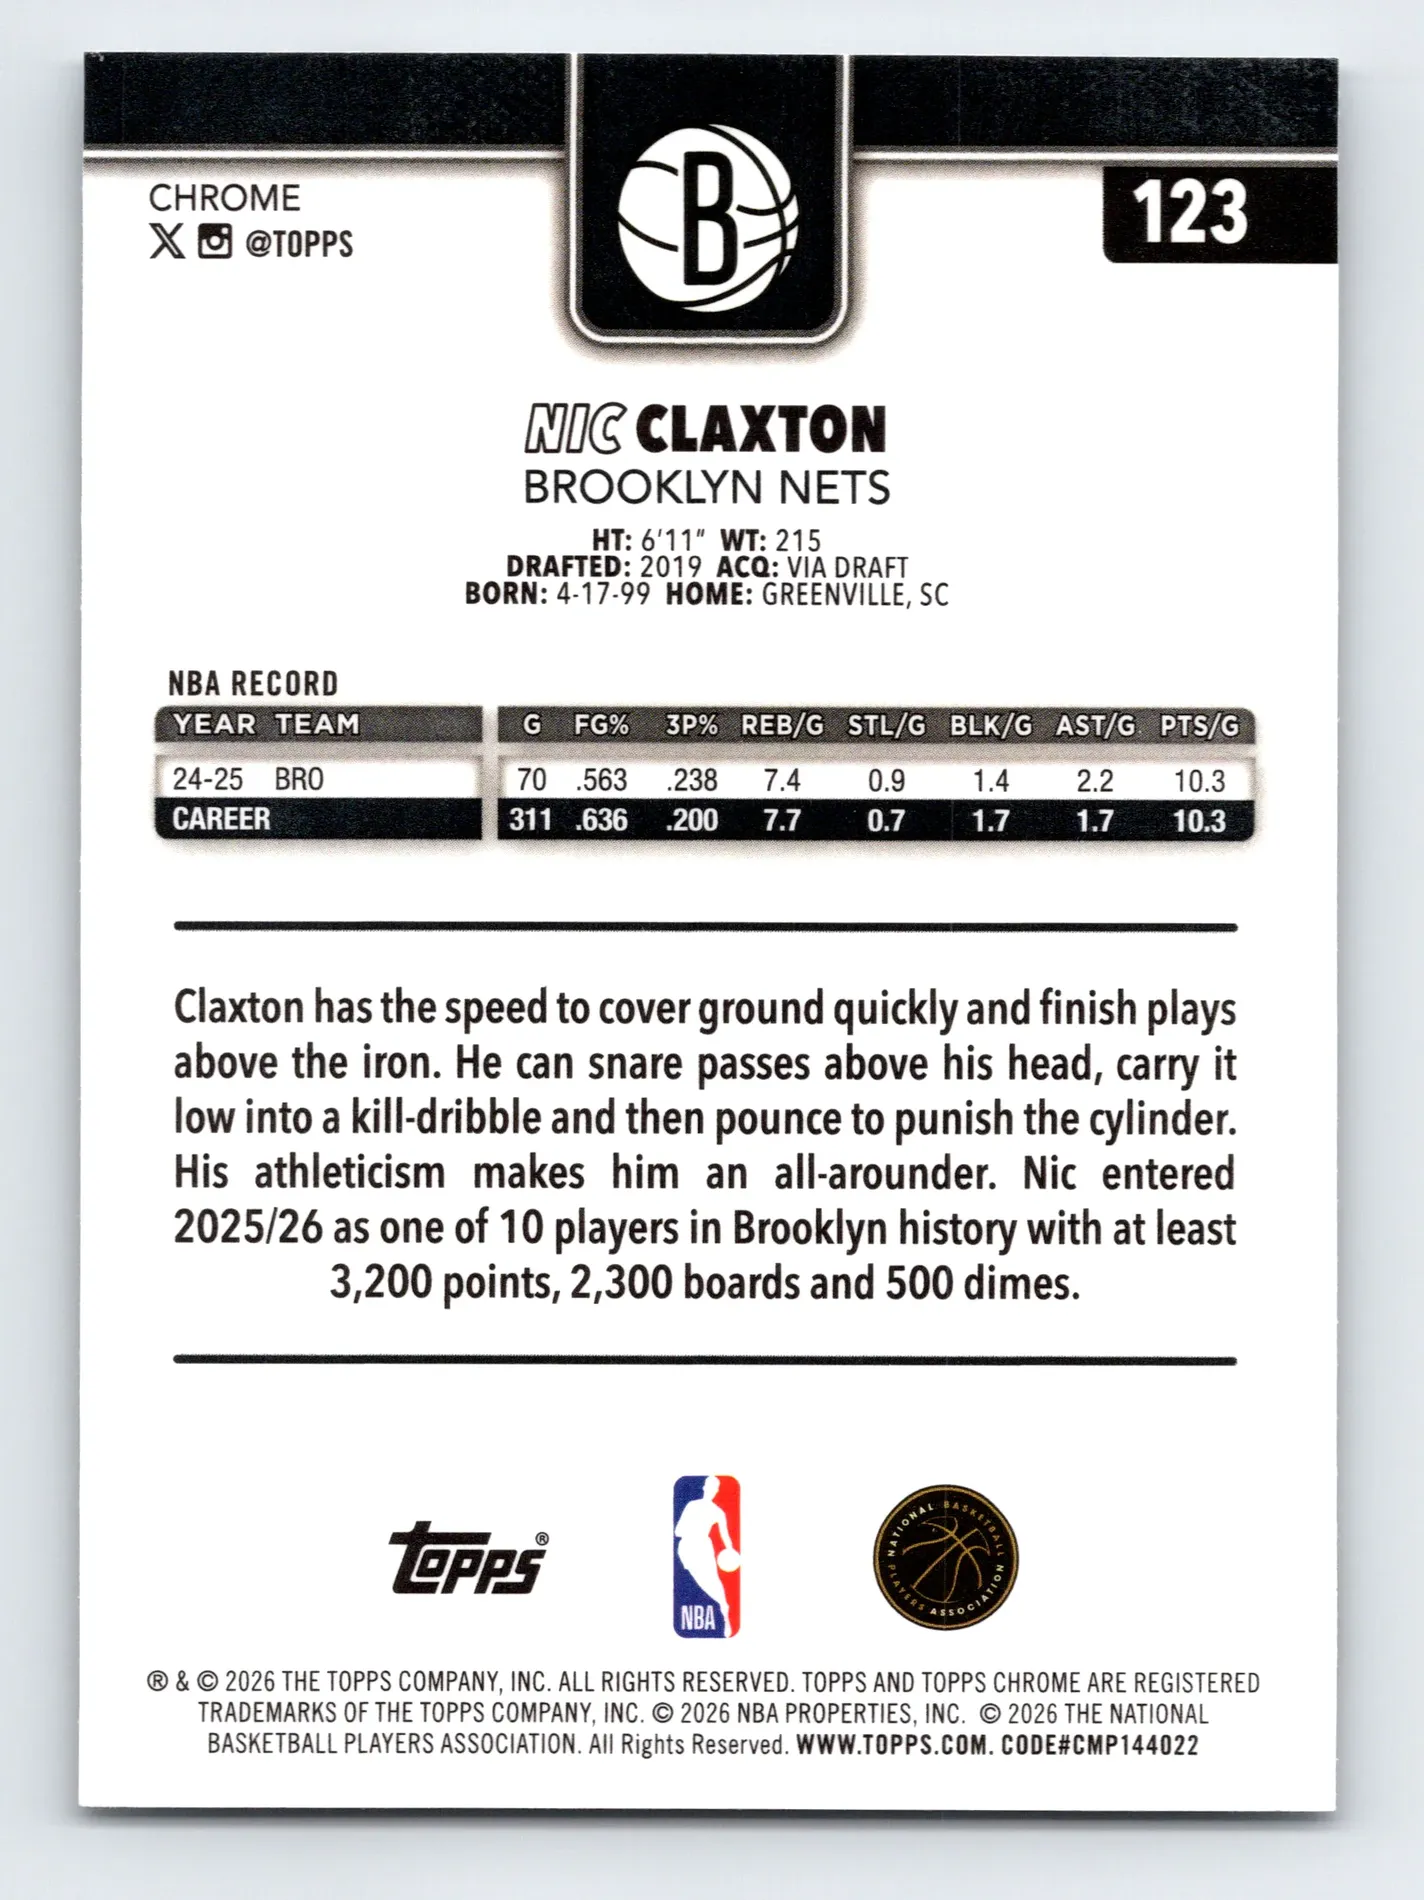 B
CHROME
X @TOPPS
123
NIC CLAXTON
BROOKLYN NETS
HT: 6'11" WT: 215
DRAFTED: 2019 ACQ: VIA DRAFT
BORN: 4-17-99 HOME: GREENVILLE, SC
NBA RECORD
YEAR TEAM G FG% 3P% REB/G STL/G BLK/G AST/G PTS/G
24-25 BRO 70 .563 .238 7.4 0.9 1.4 2.2 10.3
CAREER 311 .636 .200 7.7 0.7 1.7 1.7 10.3
Claxton has the speed to cover ground quickly and finish plays
above the iron. He can snare passes above his head, carry it
low into a kill-dribble and then pounce to punish the cylinder.
His athleticism makes him an all-arounder. Nic entered
2025/26 as one of 10 players in Brooklyn history with at least
3,200 points, 2,300 boards and 500 dimes.
topps®
NBA
NATIONAL BASKETBALL
PLAYERS ASSOCIATION
® & © 2026 THE TOPPS COMPANY, INC. ALL RIGHTS RESERVED. TOPPS AND TOPPS CHROME ARE REGISTERED
TRADEMARKS OF THE TOPPS COMPANY, INC. © 2026 NBA PROPERTIES, INC. © 2026 THE NATIONAL
BASKETBALL PLAYERS ASSOCIATION. All Rights Reserved. WWW.TOPPS.COM. CODE#CMP144022